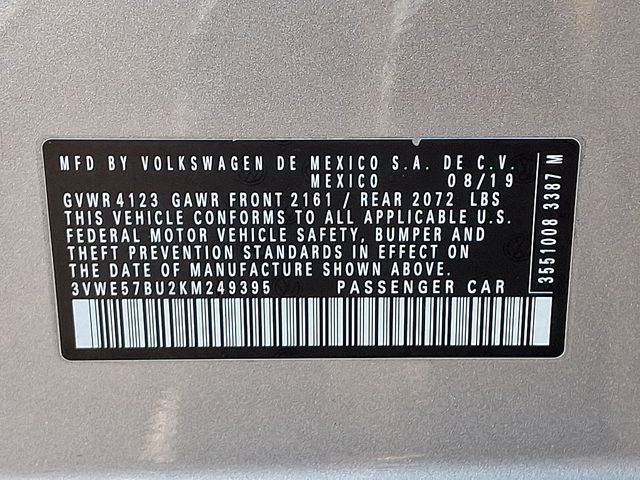 MFD BY VOLKSWAGEN DE MEXICO S.A. DE C.V.
MEXICO 08/19
GVWR 4123 GAWR FRONT 2161 / REAR 2072 LBS
THIS VEHICLE CONFORMS TO ALL APPLICABLE U.S.
FEDERAL MOTOR VEHICLE SAFETY, BUMPER AND
THEFT PREVENTION STANDARDS IN EFFECT ON
THE DATE OF MANUFACTURE SHOWN ABOVE.
3VWE57BU2KM249395 PASSENGER CAR
3551008 3387 M